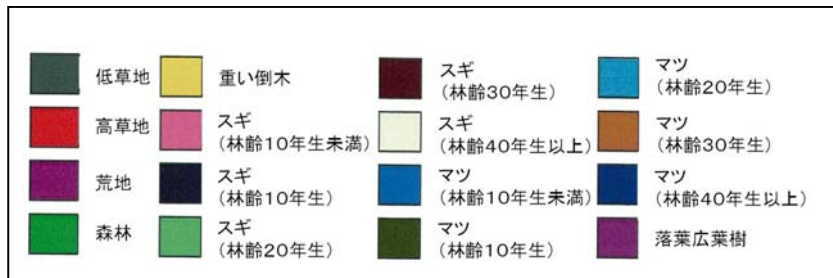 低草地
高草地
荒地
森林
重い倒木
スギ
(林齢10年生未満)
スギ
(林齢10年生)
スギ
(林齢20年生)
スギ
(林齢30年生)
スギ
(林齢40年生以上)
マツ
(林齢10年生未満)
マツ
(林齢10年生)
マツ
(林齢20年生)
マツ
(林齢30年生)
マツ
(林齢40年生以上)
落葉広葉樹